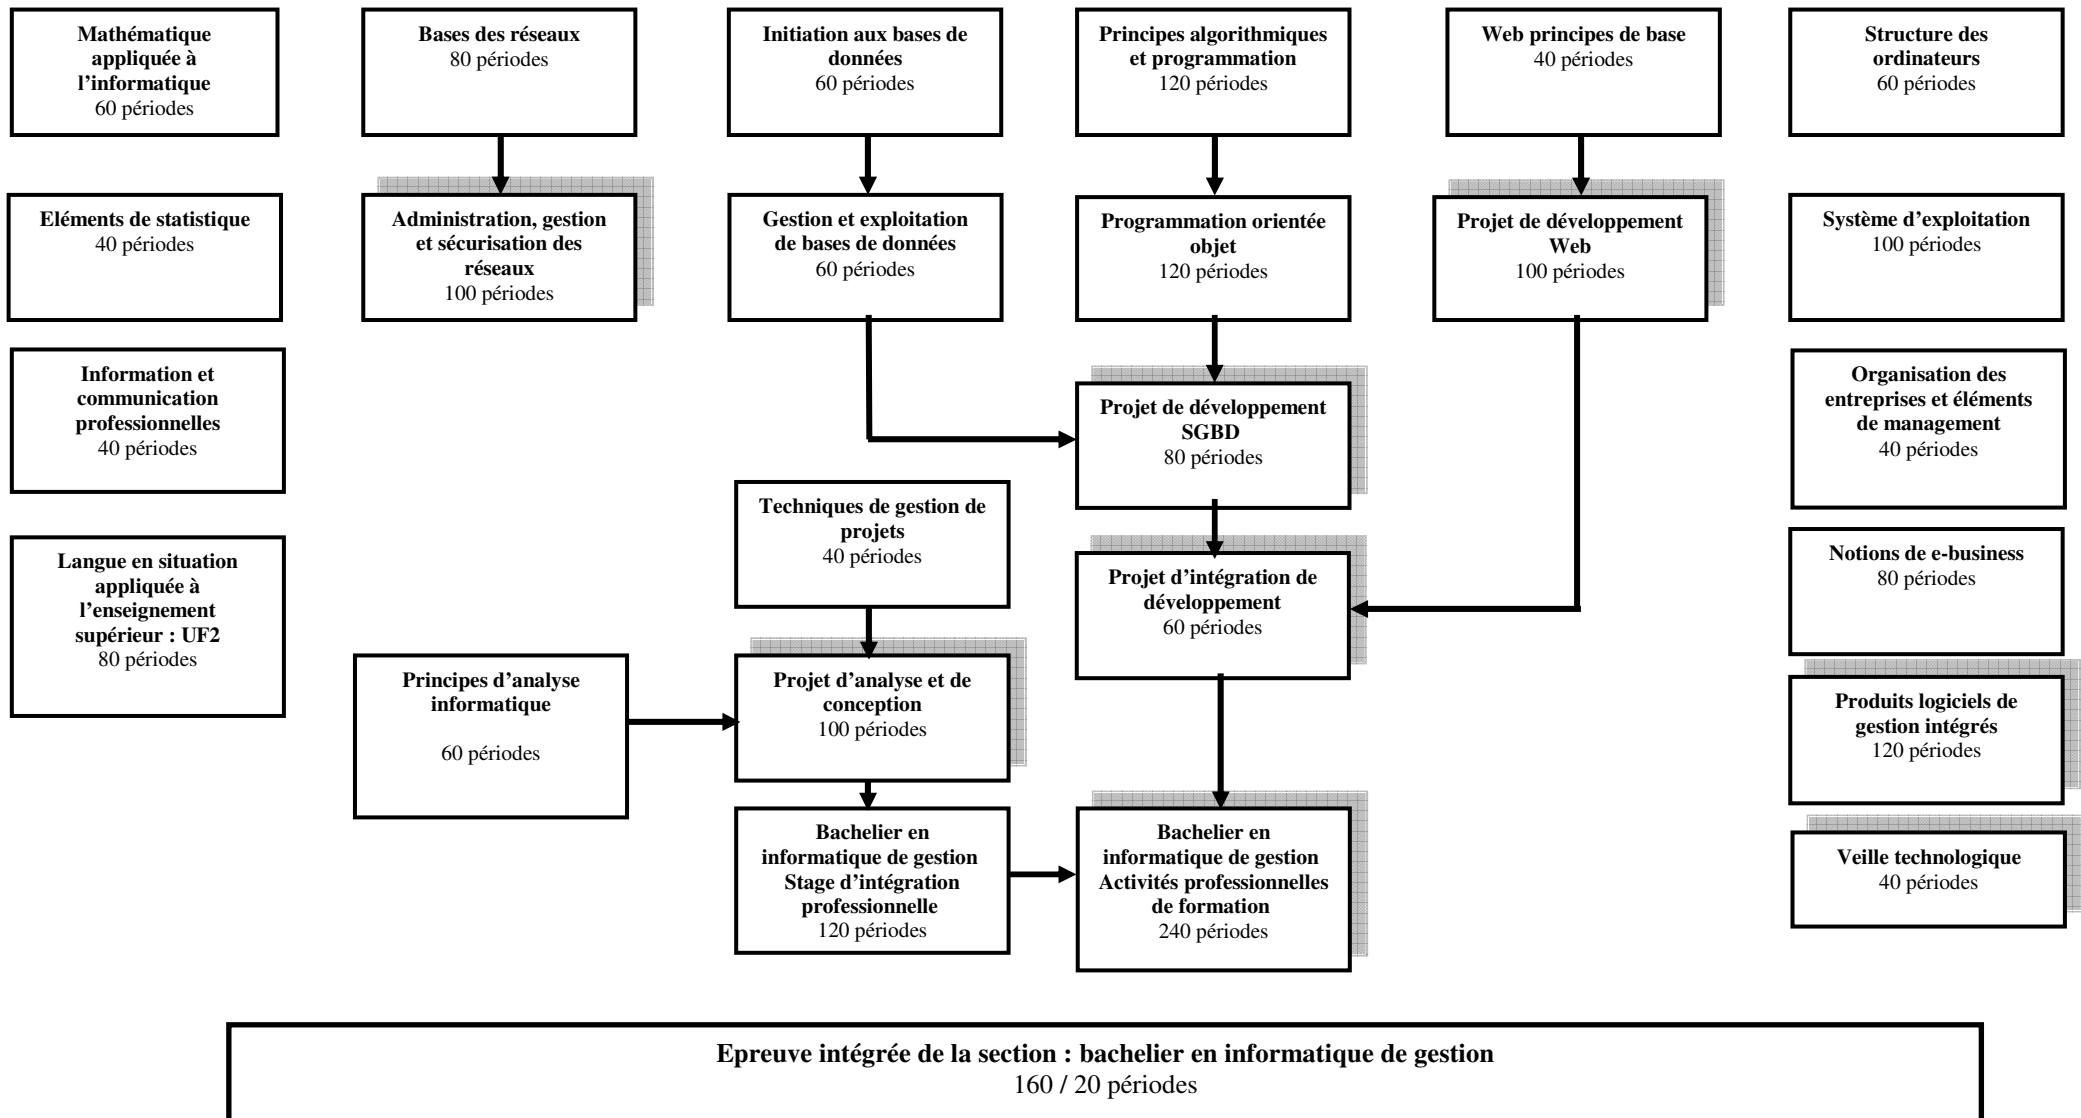 Mathématique
appliquée à
l’informatique
60 périodes
Bases des réseaux
80 périodes
Initiation aux bases de
données
60 périodes
Principes algorithmiques
et programmation
120 périodes
Web principes de base
40 périodes
Structure des
ordinateurs
60 périodes
Eléments de statistique
40 périodes
Administration, gestion
et sécurisation des
réseaux
100 périodes
Gestion et exploitation
de bases de données
60 périodes
Programmation orientée
objet
120 périodes
Projet de développement
Web
100 périodes
Système d’exploitation
100 périodes
Information et
communication
professionnelles
40 périodes
Projet de développement
SGBD
80 périodes
Organisation des
entreprises et éléments
de management
40 périodes
Techniques de gestion de
projets
40 périodes
Langue en situation
appliquée à
l’enseignement
supérieur : UF2
80 périodes
Projet d’intégration de
développement
60 périodes
Notions de e-business
80 périodes
Principes d’analyse
informatique
60 périodes
Projet d’analyse et de
conception
100 périodes
Produits logiciels de
gestion intégrés
120 périodes
Bachelier en
informatique de gestion
Stage d’intégration
professionnelle
120 périodes
Bachelier en
informatique de gestion
Activités professionnelles
de formation
240 périodes
Veille technologique
40 périodes
Epreuve intégrée de la section : bachelier en informatique de gestion
160 / 20 périodes